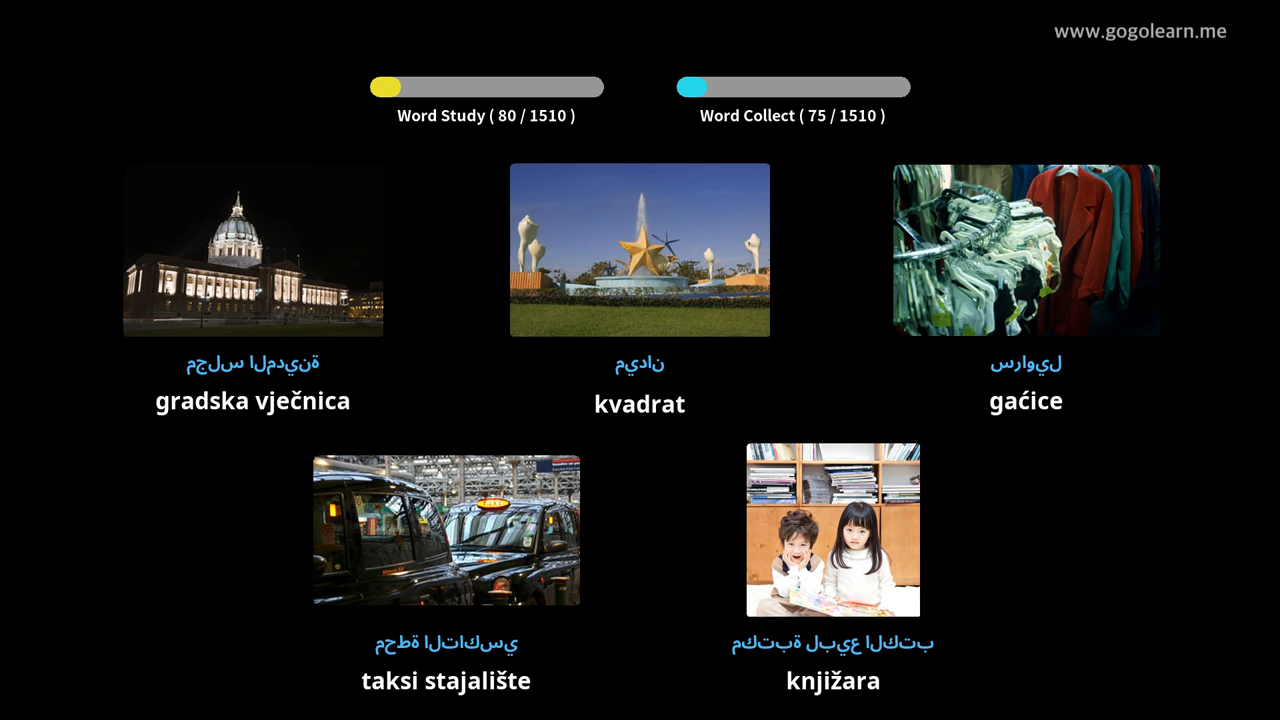 www.gogolearn.me
Word Study ( 80 / 1510 )
Word Collect ( 75 / 1510 )
مجلس المدينة
gradska vječnica
ميدان
kvadrat
سراويل
gaćice
TAXI
محطة التاكسي
taksi stajalište
مكتبة لبيع الكتب
knjižara